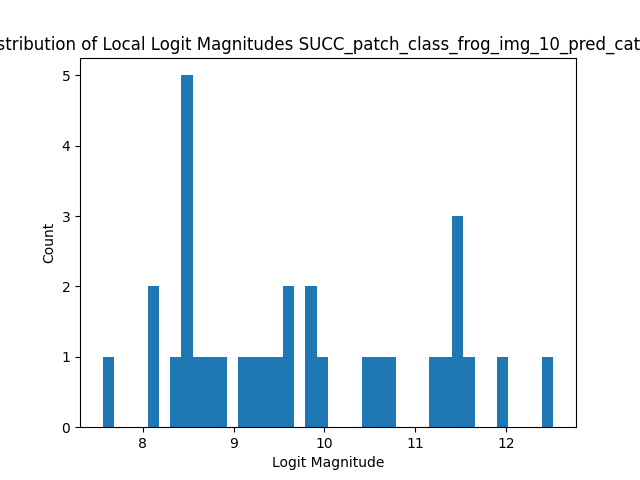 stribution of Local Logit Magnitudes SUCC_patch_class_frog_img_10_pred_cat
5
4
3
2
1
0
Count
8 9 10 11 12
Logit Magnitude